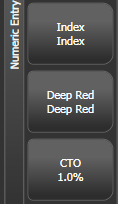 Numeric Entry
Index
Index
Deep Red
Deep Red
CTO
1.0%